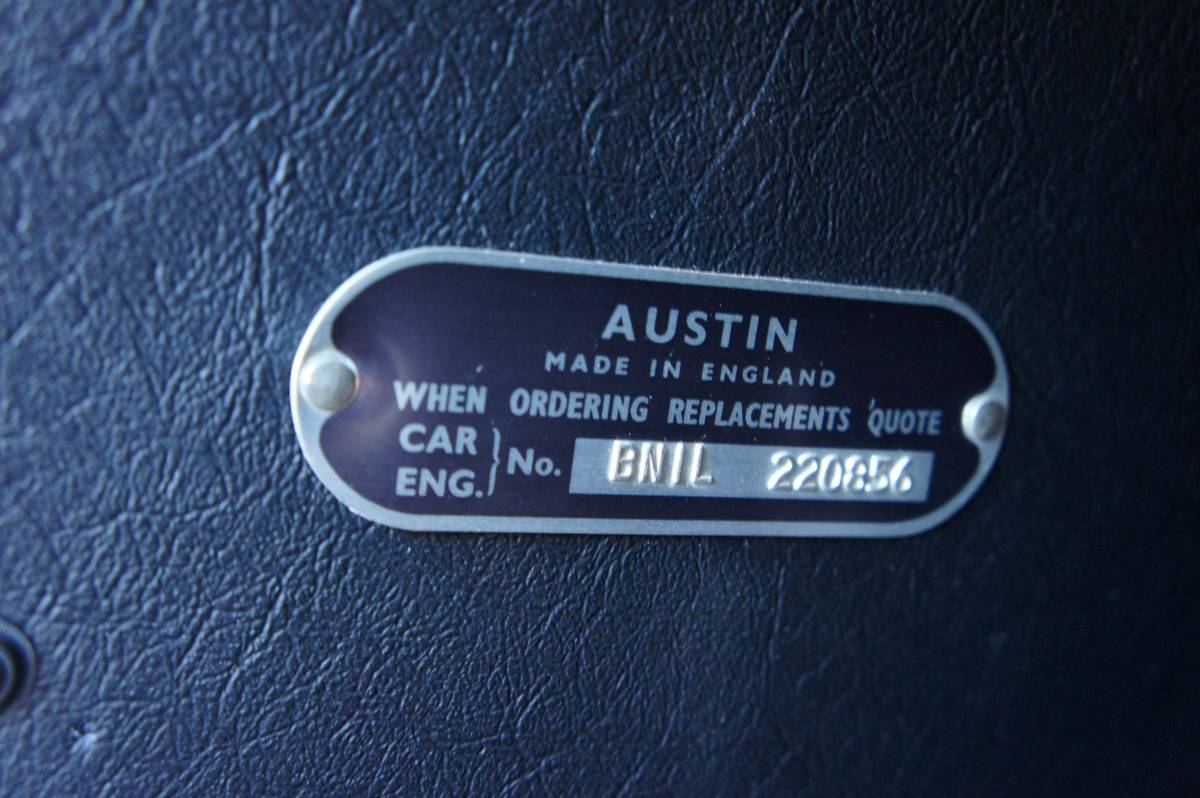 AUSTIN
MADE IN ENGLAND
WHEN ORDERING REPLACEMENTS QUOTE
CAR
ENG. } No. BN1L 220856